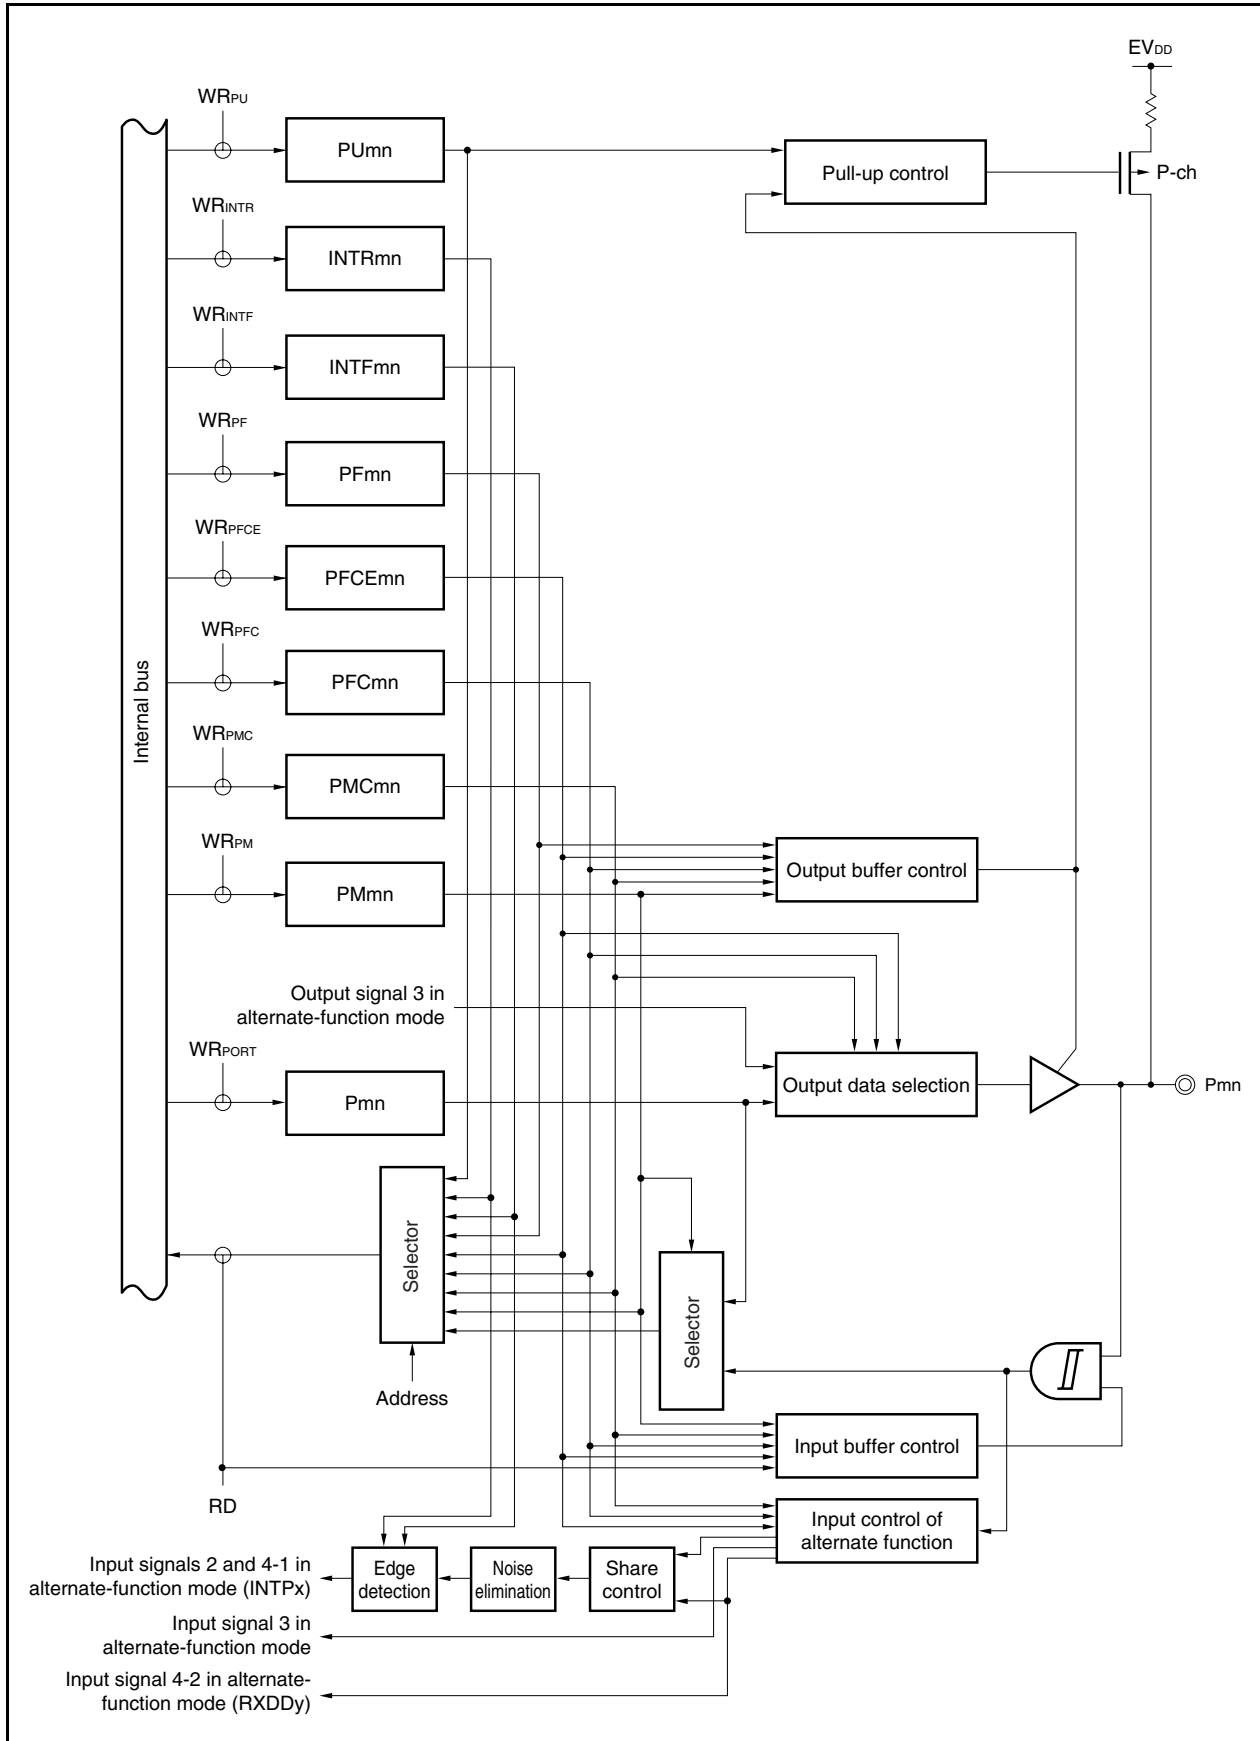 EVDD
WRPU
PUmn
Pull-up control
P-ch
WRINTR
INTRmn
WRINTF
INTFmn
WRPF
PFmn
WRPFCE
PFCEmn
WRPFC
PFCmn
Internal bus
WRPMC
PMCmn
WRPM
PMmn
Output buffer control
Output signal 3 in
alternate-function mode
WRPORT
Pmn
Output data selection
Pmn
Selector
Selector
Address
Input buffer control
RD
Input control of
alternate function
Input signals 2 and 4-1 in
alternate-function mode (INTPx)
Edge
detection
Noise
elimination
Share
control
Input signal 3 in
alternate-function mode
Input signal 4-2 in alternate-
function mode (RXDDy)